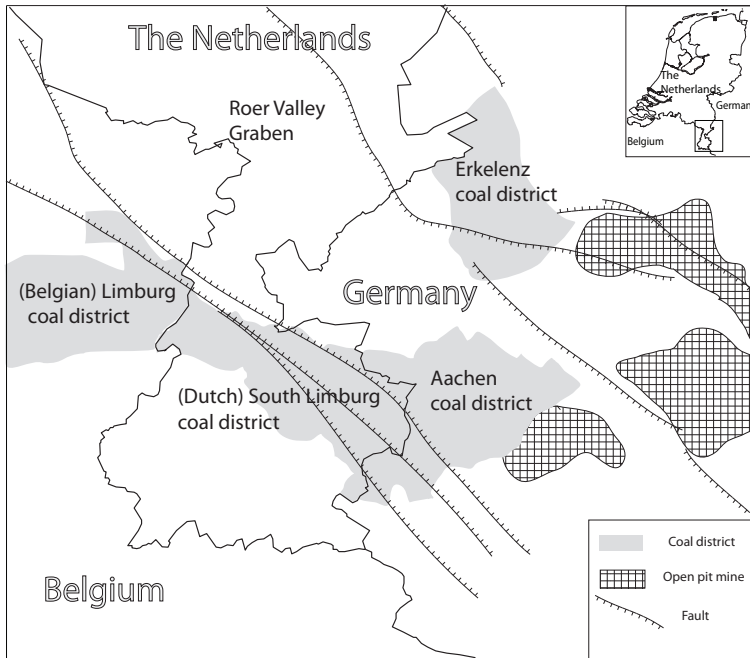 The Netherlands
Roer Valley
Graben
Erkelenz
coal district
(Belgian) Limburg
coal district
Germany
(Dutch) South Limburg
coal district
Aachen
coal district
Belgium
The
Netherlands
German
Belgium
Coal district
Open pit mine
Fault